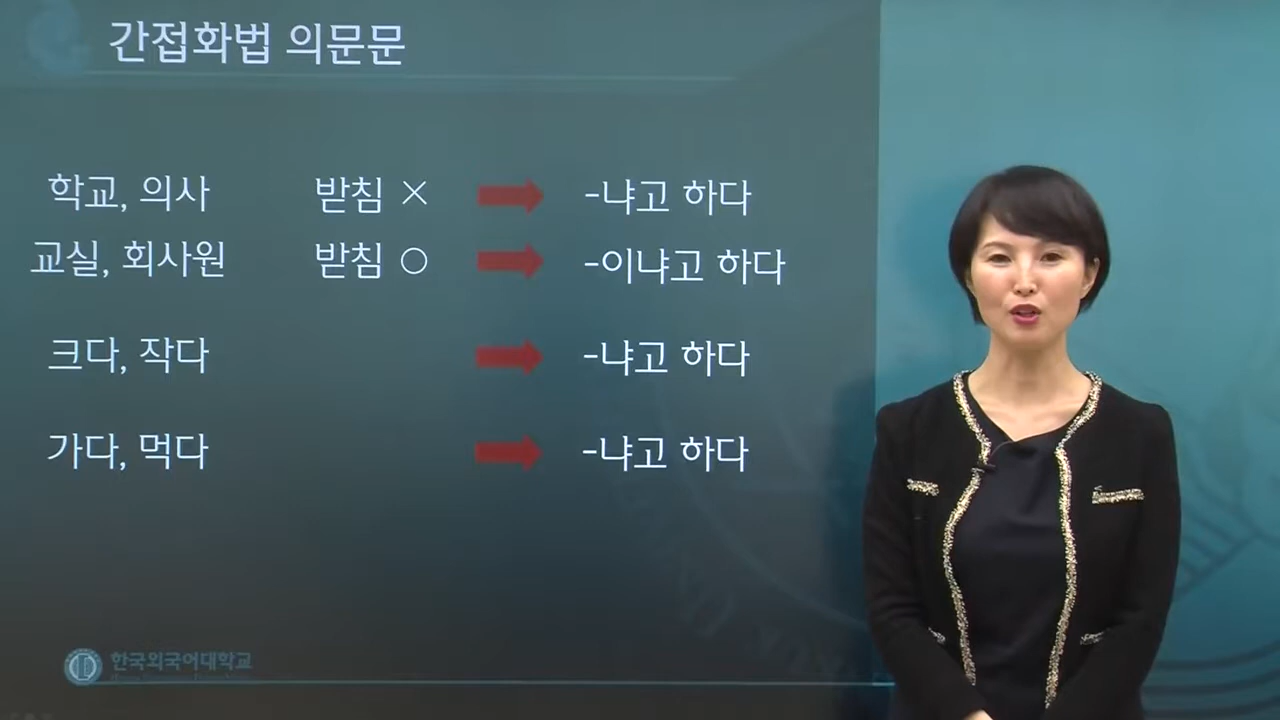 간접화법 의문문
학교, 의사 받침 × -냐고 하다
교실, 회사원 받침 ○ -이냐고 하다
크다, 작다 -냐고 하다
가다, 먹다 -냐고 하다
한국외국어대학교